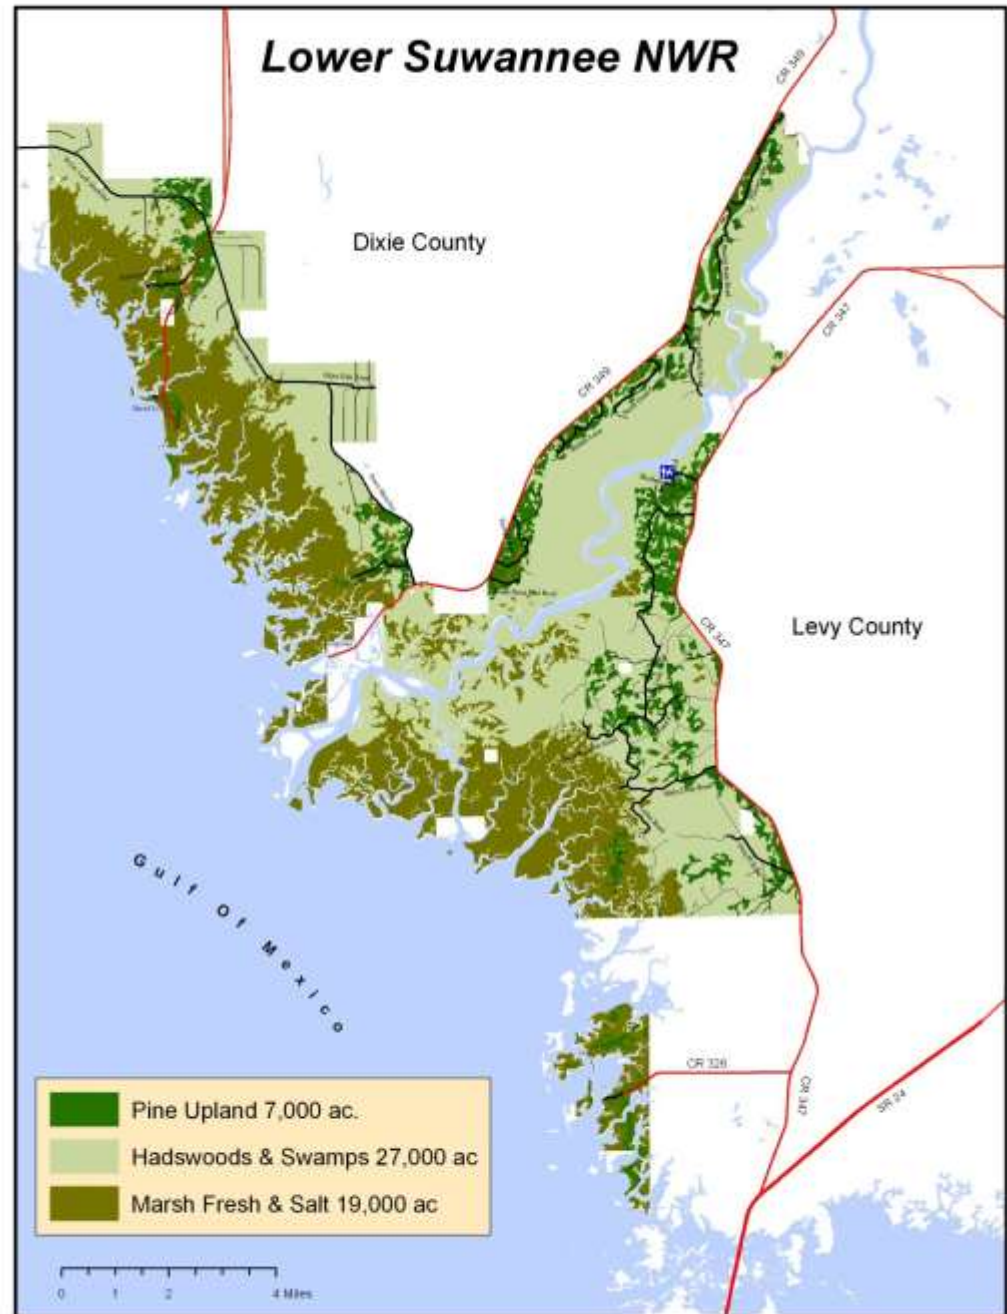 Lower Suwannee NWR
CR 349
Dixie County
CR 347
CR 349
Levy County
CR 347
Gulf Of Mexico
CR 326
CR 347
SR 24
Pine Upland 7,000 ac.
Hadswoods & Swamps 27,000 ac
Marsh Fresh & Salt 19,000 ac
0 1 2 4 Miles